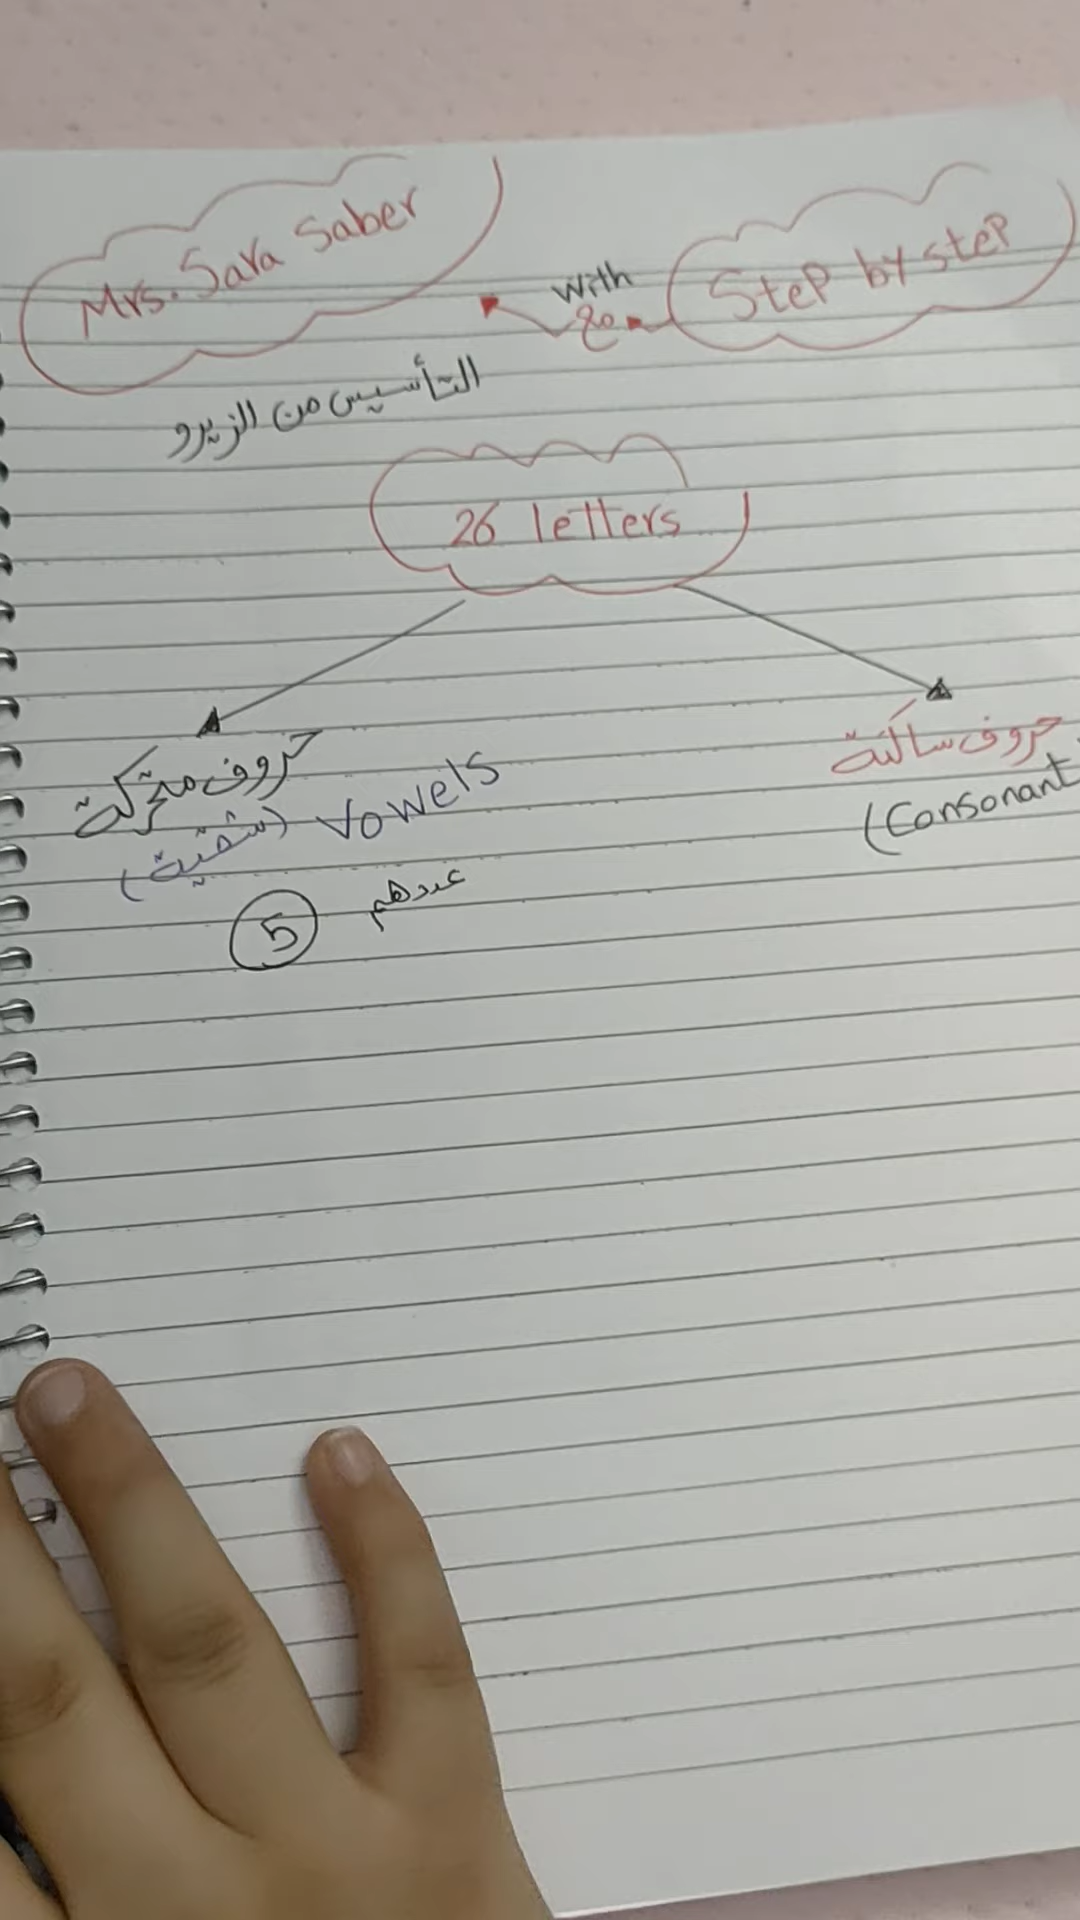 Mrs. Sara Saber
with
مع
Step by step
التأسيس من الزيرو
26 letters
حروف متحركة
(شفية) Vowels
عددهم 5
حروف ساكنة
(Consonant